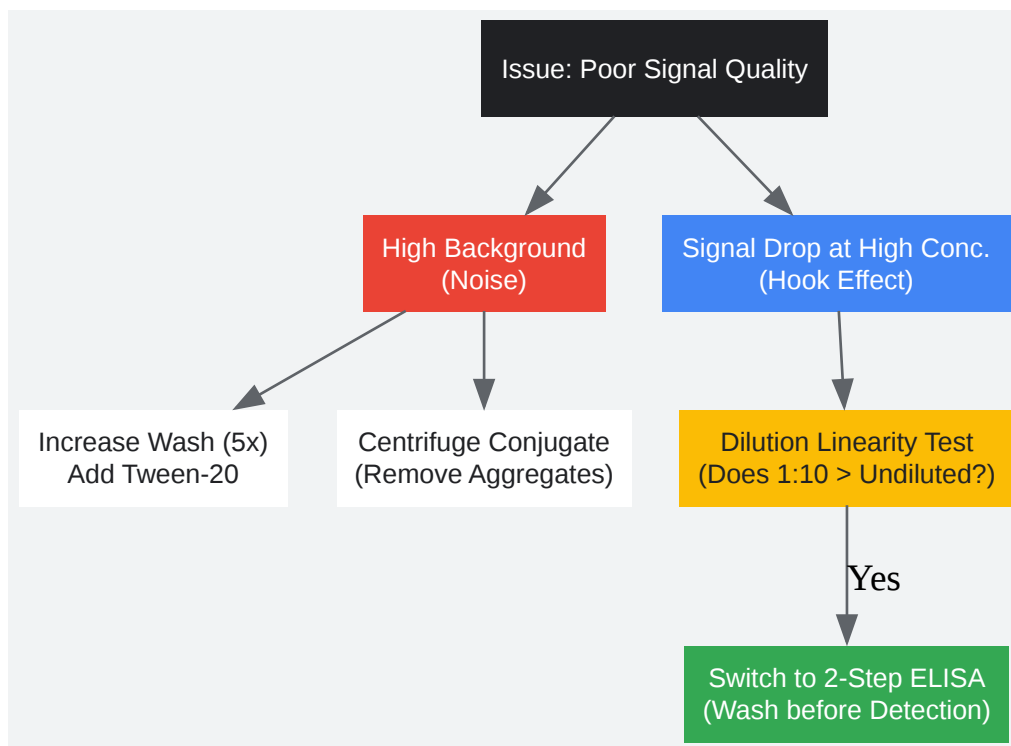 Issue: Poor Signal Quality
High Background
(Noise)
Signal Drop at High Conc.
(Hook Effect)
Increase Wash (5x)
Add Tween-20
Centrifuge Conjugate
(Remove Aggregates)
Dilution Linearity Test
(Does 1:10 > Undiluted?)
Yes
Switch to 2-Step ELISA
(Wash before Detection)